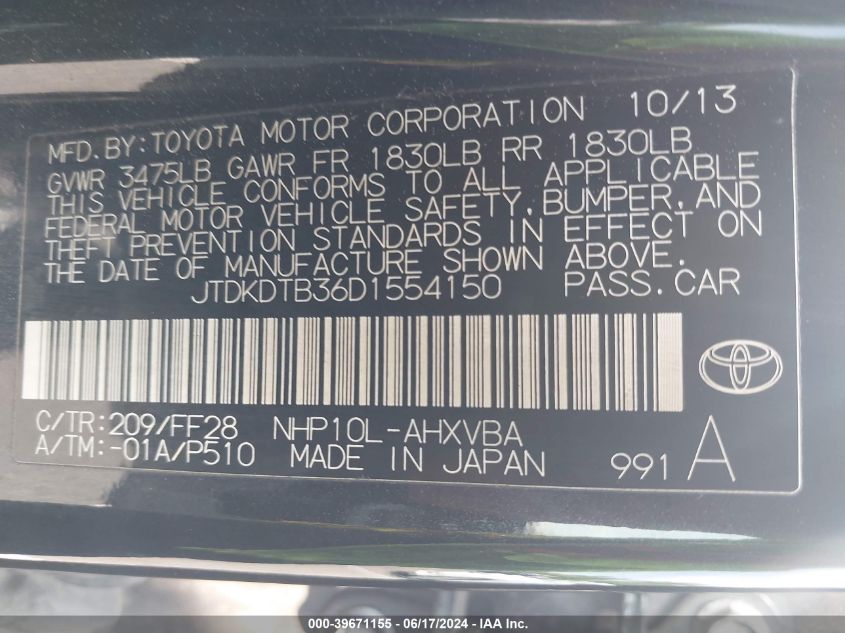 MFD.BY:TOYOTA MOTOR CORPORATION 10/13
GVWR 3475LB GAWR FR 1830LB RR 1830LB
THIS VEHICLE CONFORMS TO ALL APPLICABLE
FEDERAL MOTOR VEHICLE SAFETY,BUMPER,AND
THEFT PREVENTION STANDARDS IN EFFECT ON
THE DATE OF MANUFACTURE SHOWN ABOVE.
JTDKDTB36D1554150 PASS.CAR
C/TR:209/FF28 NHP10L-AHXVBA
A/TM:-01A/P510 MADE IN JAPAN 991 A
000-39671155 - 06/17/2024 - IAAI.com